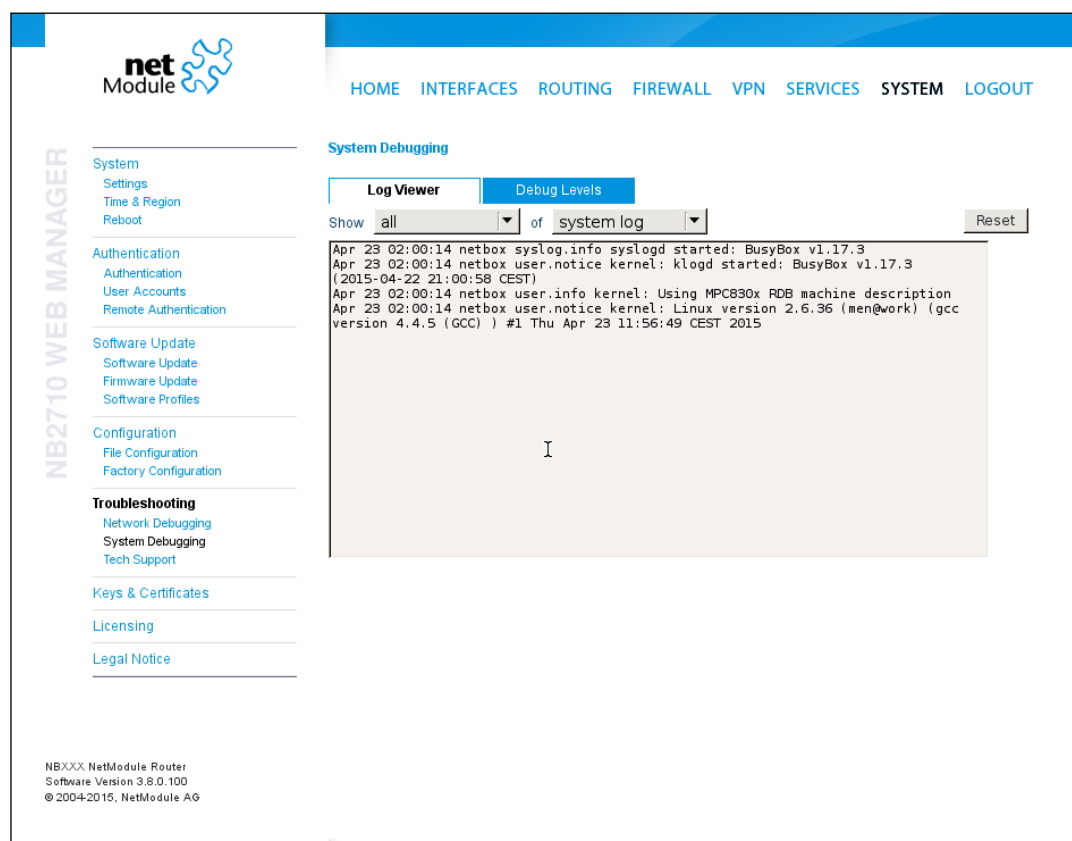 net
Module
HOME INTERFACES ROUTING FIREWALL VPN SERVICES SYSTEM LOGOUT
NB2710 WEB MANAGER
System
Settings
Time & Region
Reboot
Authentication
Authentication
User Accounts
Remote Authentication
Software Update
Software Update
Firmware Update
Software Profiles
Configuration
File Configuration
Factory Configuration
Troubleshooting
Network Debugging
System Debugging
Tech Support
Keys & Certificates
Licensing
Legal Notice
System Debugging
Log Viewer Debug Levels
Show all of system log Reset
Apr 23 02:00:14 netbox syslog.info syslogd started: BusyBox v1.17.3
Apr 23 02:00:14 netbox user.notice kernel: klogd started: BusyBox v1.17.3
(2015-04-22 21:00:58 CEST)
Apr 23 02:00:14 netbox user.info kernel: Using MPC830x RDB machine description
Apr 23 02:00:14 netbox user.notice kernel: Linux version 2.6.36 (men@work) (gcc
version 4.4.5 (GCC) ) #1 Thu Apr 23 11:56:49 CEST 2015
NBXXX NetModule Router
Software Version 3.8.0.100
© 2004-2015, NetModule AG